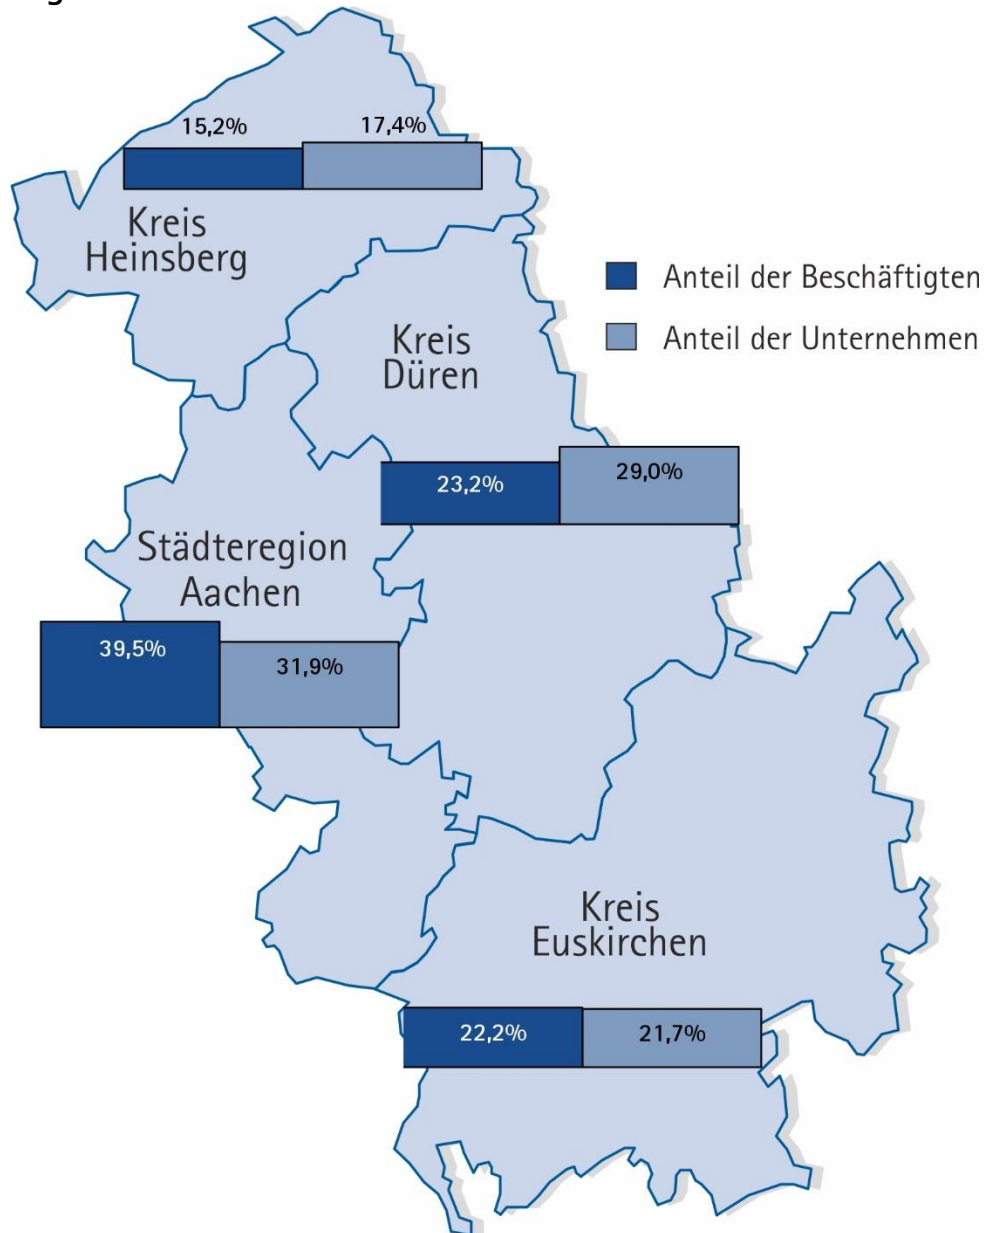 15,2%
17,4%
Kreis
Heinsberg
Anteil der Beschäftigten
Anteil der Unternehmen
Kreis
Düren
23,2%
29,0%
Städteregion
Aachen
39,5%
31,9%
Kreis
Euskirchen
22,2%
21,7%